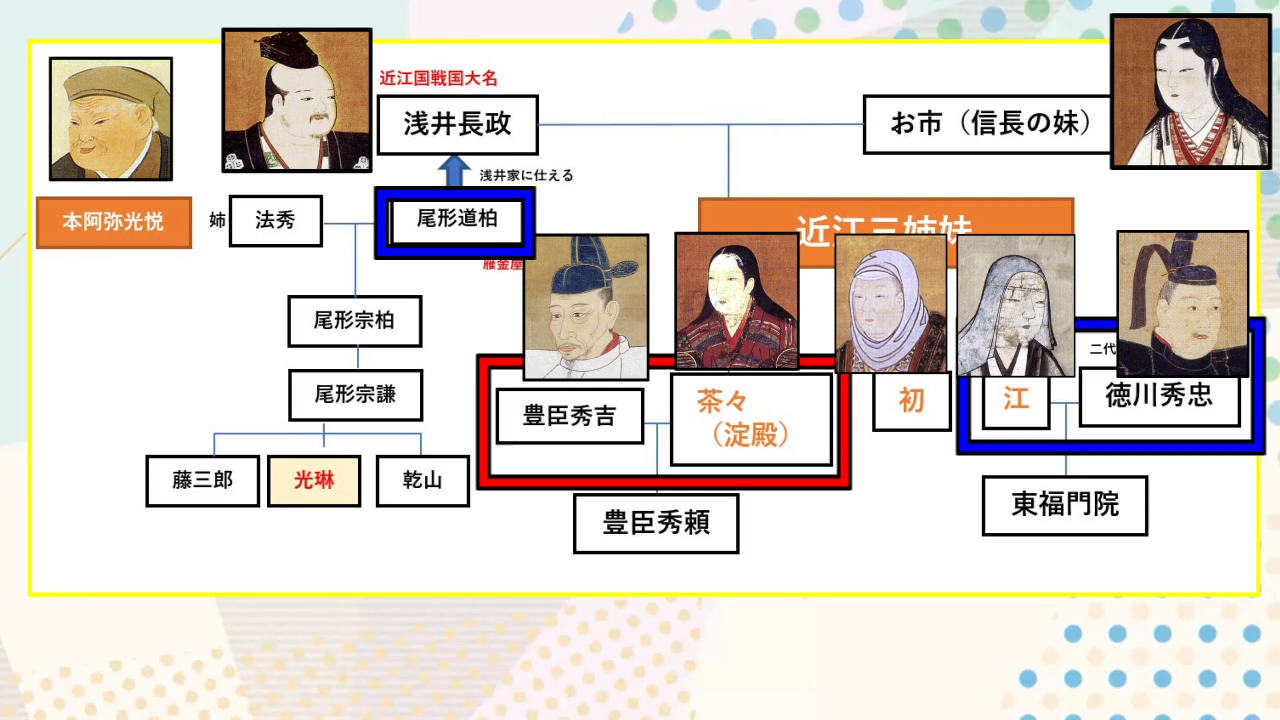 近江国戦国大名
浅井長政
お市（信長の妹）
浅井家に仕える
本阿弥光悦
姉
法秀
尾形道柏
近江三姉妹
雁金屋
尾形宗柏
二代
尾形宗謙
豊臣秀吉
茶々
（淀殿）
初
江
徳川秀忠
藤三郎
光琳
乾山
豊臣秀頼
東福門院